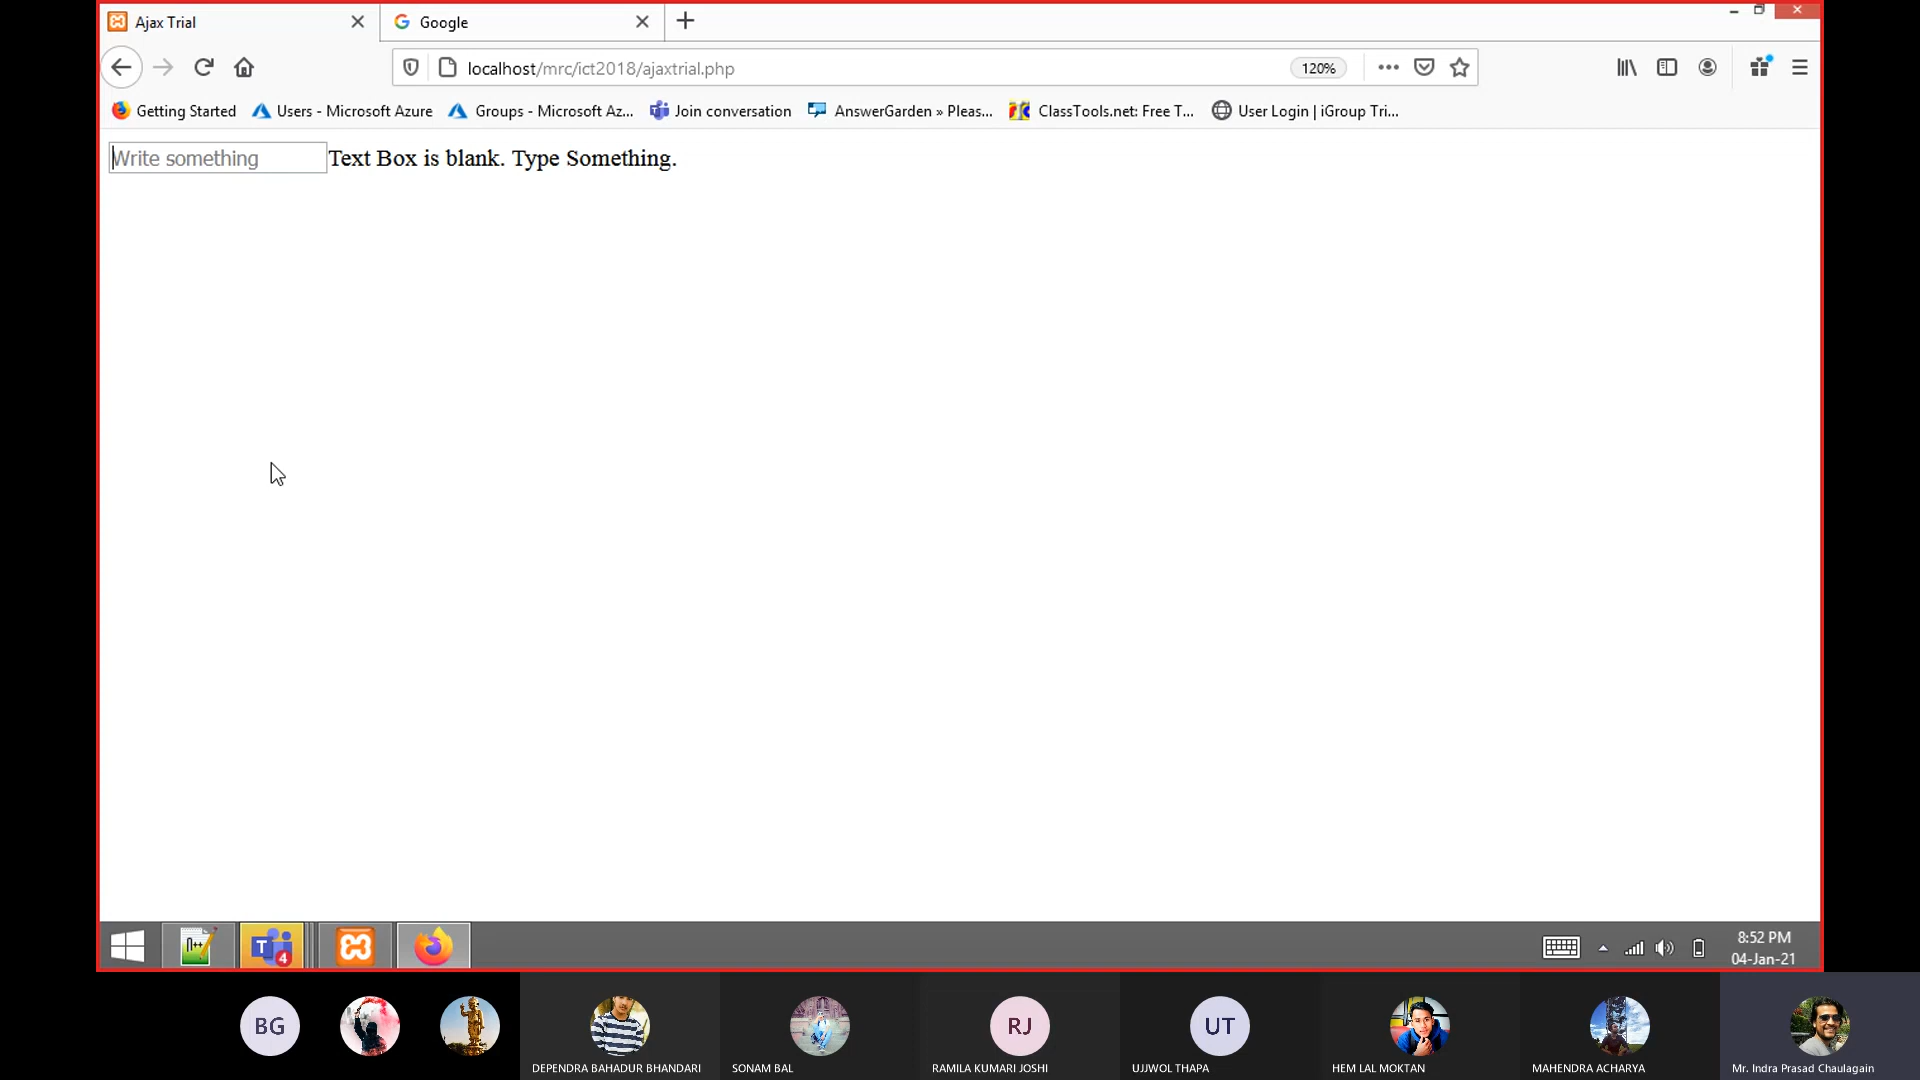 Ajax Trial
Google
localhost/mrc/ict2018/ajaxtrial.php
120%
Getting Started
Users - Microsoft Azure
Groups - Microsoft Az...
Join conversation
AnswerGarden » Pleas...
ClassTools.net: Free T...
User Login | iGroup Tri...
Write something Text Box is blank. Type Something.
n++
T 4
8:52 PM
04-Jan-21
BG
RJ
UT
DEPENDRA BAHADUR BHANDARI
SONAM BAL
RAMILA KUMARI JOSHI
UJJWOL THAPA
HEM LAL MOKTAN
MAHENDRA ACHARYA
Mr. Indra Prasad Chaulagain